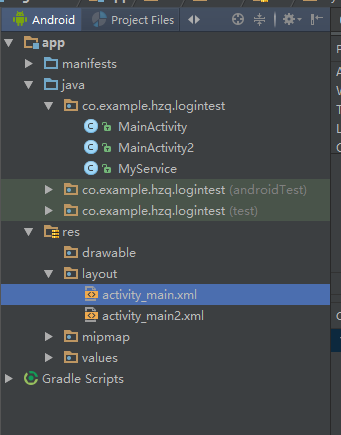 Android Project Files
app
manifests
java
co.example.hzq.logintest
MainActivity
MainActivity2
MyService
co.example.hzq.logintest (androidTest)
co.example.hzq.logintest (test)
res
drawable
layout
activity_main.xml
activity_main2.xml
mipmap
values
Gradle Scripts